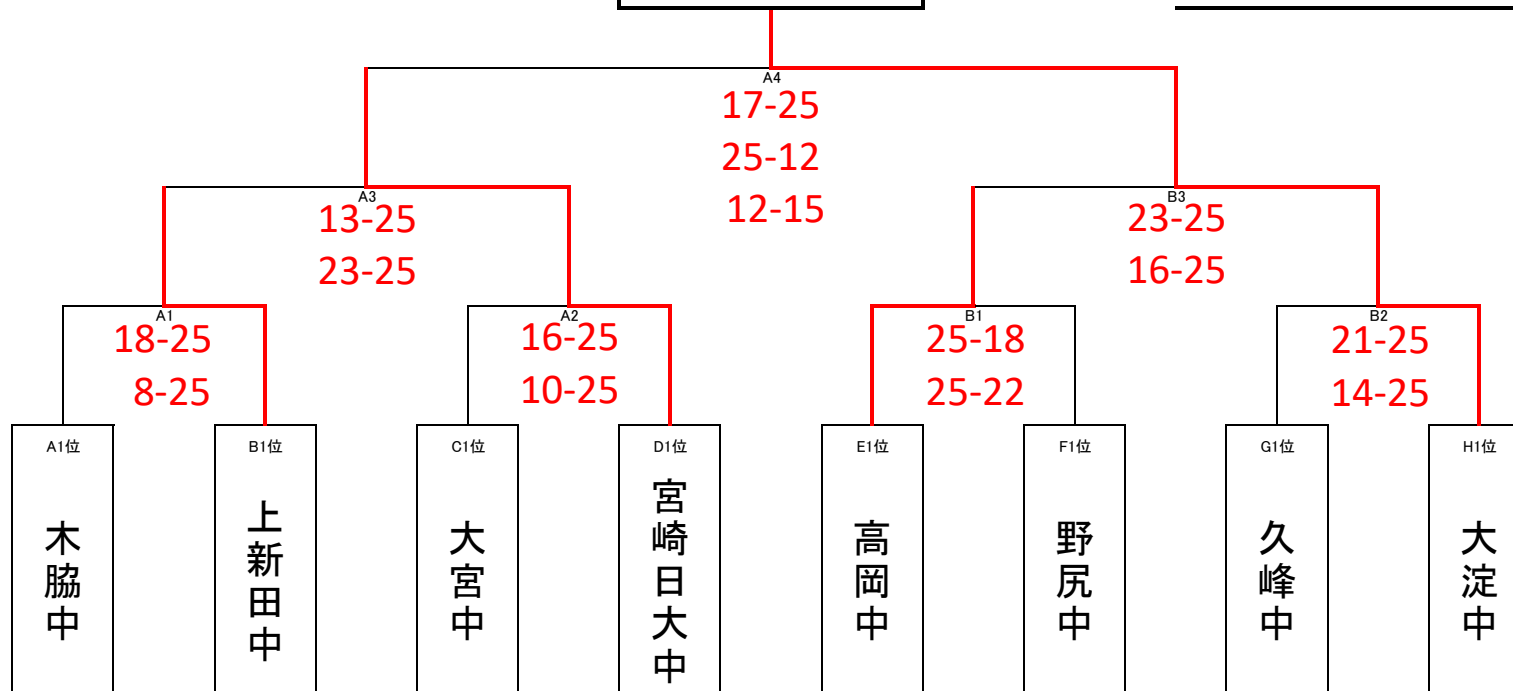 A4
17-25
25-12
12-15
A3
13-25
23-25
B3
23-25
16-25
A1
18-25
8-25
A2
16-25
10-25
B1
25-18
25-22
B2
21-25
14-25
A1位
木脇中
B1位
上新田中
C1位
大宮中
D1位
宮崎日大中
E1位
高岡中
F1位
野尻中
G1位
久峰中
H1位
大淀中